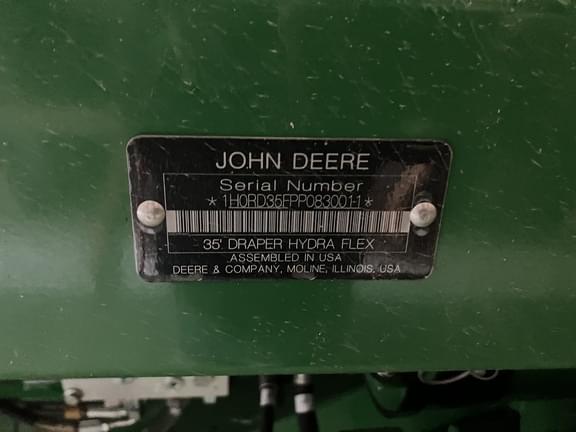 JOHN DEERE
Serial Number
*1H0RD35FPP0830011*
35' DRAPER HYDRA FLEX
ASSEMBLED IN USA
DEERE & COMPANY, MOLINE, ILLINOIS, USA